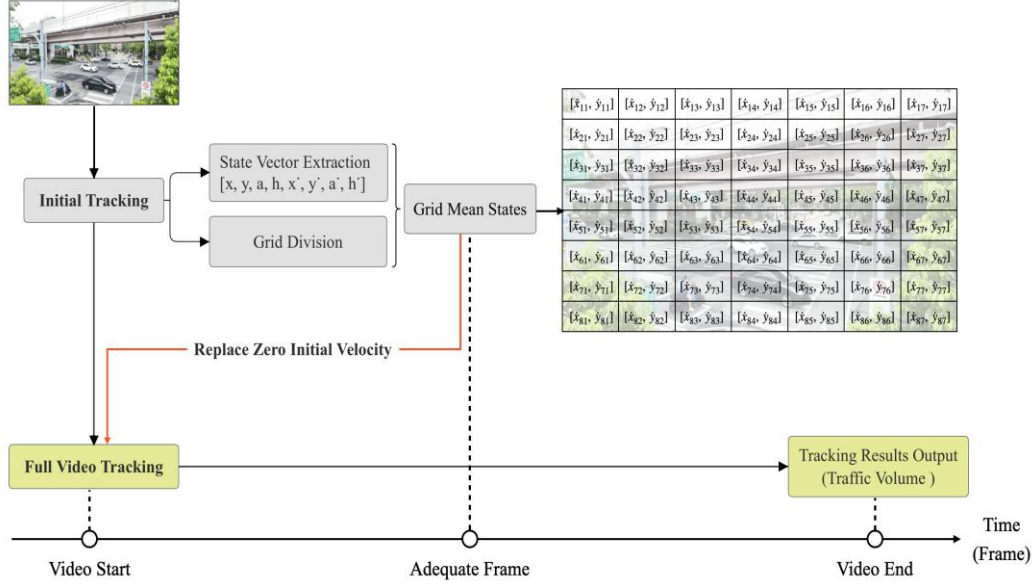 State Vector Extraction
[x, y, a, h, x˙, y˙, a˙, h˙]
Initial Tracking
Grid Division
Grid Mean States
[ẋ₁₁, ẏ₁₁] [ẋ₁₂, ẏ₁₂] [ẋ₁₃, ẏ₁₃] [ẋ₁₄, ẏ₁₄] [ẋ₁₅, ẏ₁₅] [ẋ₁₆, ẏ₁₆] [ẋ₁₇, ẏ₁₇]
[ẋ₂₁, ẏ₂₁] [ẋ₂₂, ẏ₂₂] [ẋ₂₃, ẏ₂₃] [ẋ₂₄, ẏ₂₄] [ẋ₂₅, ẏ₂₅] [ẋ₂₆, ẏ₂₆] [ẋ₂₇, ẏ₂₇]
[ẋ₃₁, ẏ₃₁] [ẋ₃₂, ẏ₃₂] [ẋ₃₃, ẏ₃₃] [ẋ₃₄, ẏ₃₄] [ẋ₃₅, ẏ₃₅] [ẋ₃₆, ẏ₃₆] [ẋ₃₇, ẏ₃₇]
[ẋ₄₁, ẏ₄₁] [ẋ₄₂, ẏ₄₂] [ẋ₄₃, ẏ₄₃] [ẋ₄₄, ẏ₄₄] [ẋ₄₅, ẏ₄₅] [ẋ₄₆, ẏ₄₆] [ẋ₄₇, ẏ₄₇]
[ẋ₅₁, ẏ₅₁] [ẋ₅₂, ẏ₅₂] [ẋ₅₃, ẏ₅₃] [ẋ₅₄, ẏ₅₄] [ẋ₅₅, ẏ₅₅] [ẋ₅₆, ẏ₅₆] [ẋ₅₇, ẏ₅₇]
[ẋ₆₁, ẏ₆₁] [ẋ₆₂, ẏ₆₂] [ẋ₆₃, ẏ₆₃] [ẋ₆₄, ẏ₆₄] [ẋ₆₅, ẏ₆₅] [ẋ₆₆, ẏ₆₆] [ẋ₆₇, ẏ₆₇]
[ẋ₇₁, ẏ₇₁] [ẋ₇₂, ẏ₇₂] [ẋ₇₃, ẏ₇₃] [ẋ₇₄, ẏ₇₄] [ẋ₇₅, ẏ₇₅] [ẋ₇₆, ẏ₇₆] [ẋ₇₇, ẏ₇₇]
[ẋ₈₁, ẏ₈₁] [ẋ₈₂, ẏ₈₂] [ẋ₈₃, ẏ₈₃] [ẋ₈₄, ẏ₈₄] [ẋ₈₅, ẏ₈₅] [ẋ₈₆, ẏ₈₆] [ẋ₈₇, ẏ₈₇]
Replace Zero Initial Velocity
Full Video Tracking
Tracking Results Output
(Traffic Volume )
Time
(Frame)
Video Start
Adequate Frame
Video End